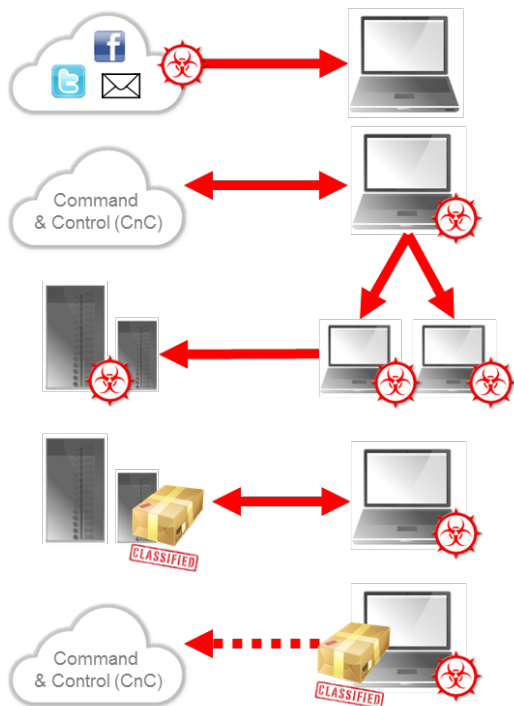 f
t
Command
& Control (CnC)
CLASSIFIED
Command
& Control (CnC)
CLASSIFIED